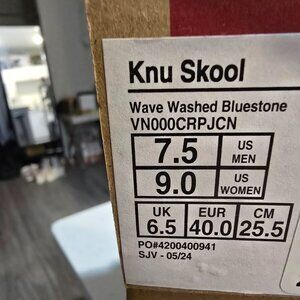 Knu Skool
Wave Washed Bluestone
VN000CRPJCN
7.5 US MEN
9.0 US WOMEN
UK EUR CM
6.5 40.0 25.5
PO#4200400941
SJV - 05/24